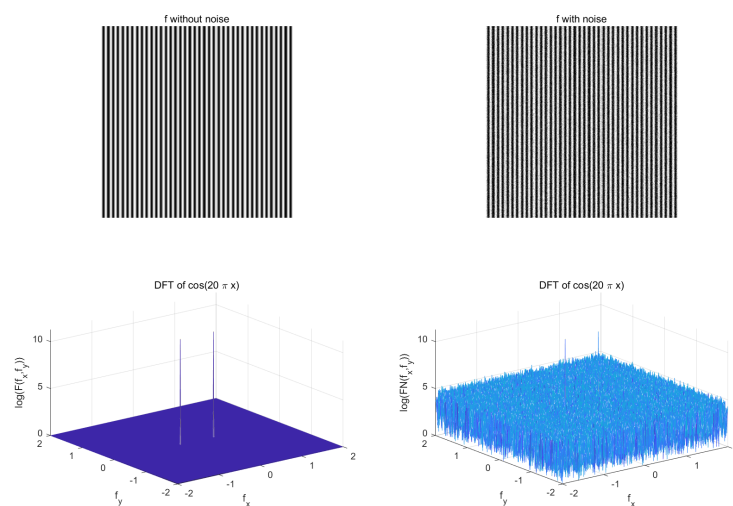 f without noise
f with noise
DFT of cos(20 π x)
10
5
0
log(F(f_x,f_y))
2
1
0
-1
-2
f_y
-2
-1
0
1
2
f_x
DFT of cos(20 π x)
10
5
0
log(FN(f_x,f_y))
2
1
0
-1
-2
f_y
-2
-1
0
1
f_x